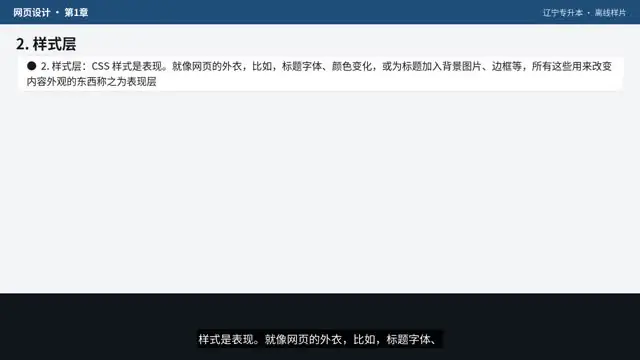 网页设计 • 第1章
辽宁专升本 • 离线样片
2. 样式层
● 2. 样式层：CSS 样式是表现。就像网页的外衣，比如，标题字体、颜色变化，或为标题加入背景图片、边框等，所有这些用来改变
内容外观的东西称之为表现层
样式是表现。就像网页的外衣，比如，标题字体、